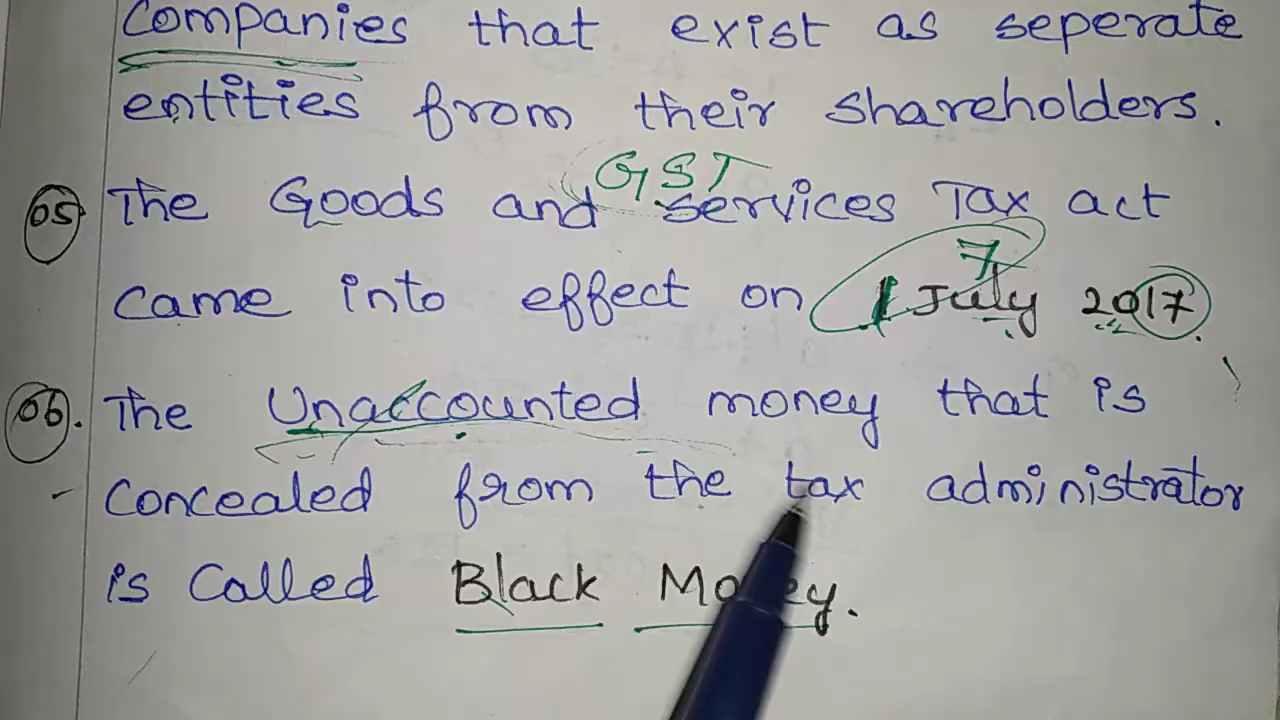 Companies that exist as seperate
entities from their shareholders.
GST
05 The Goods and services Tax act
7
came into effect on 1 July 2017.
06. The Unaccounted money that is
concealed from the tax administrator
is called Black Money.